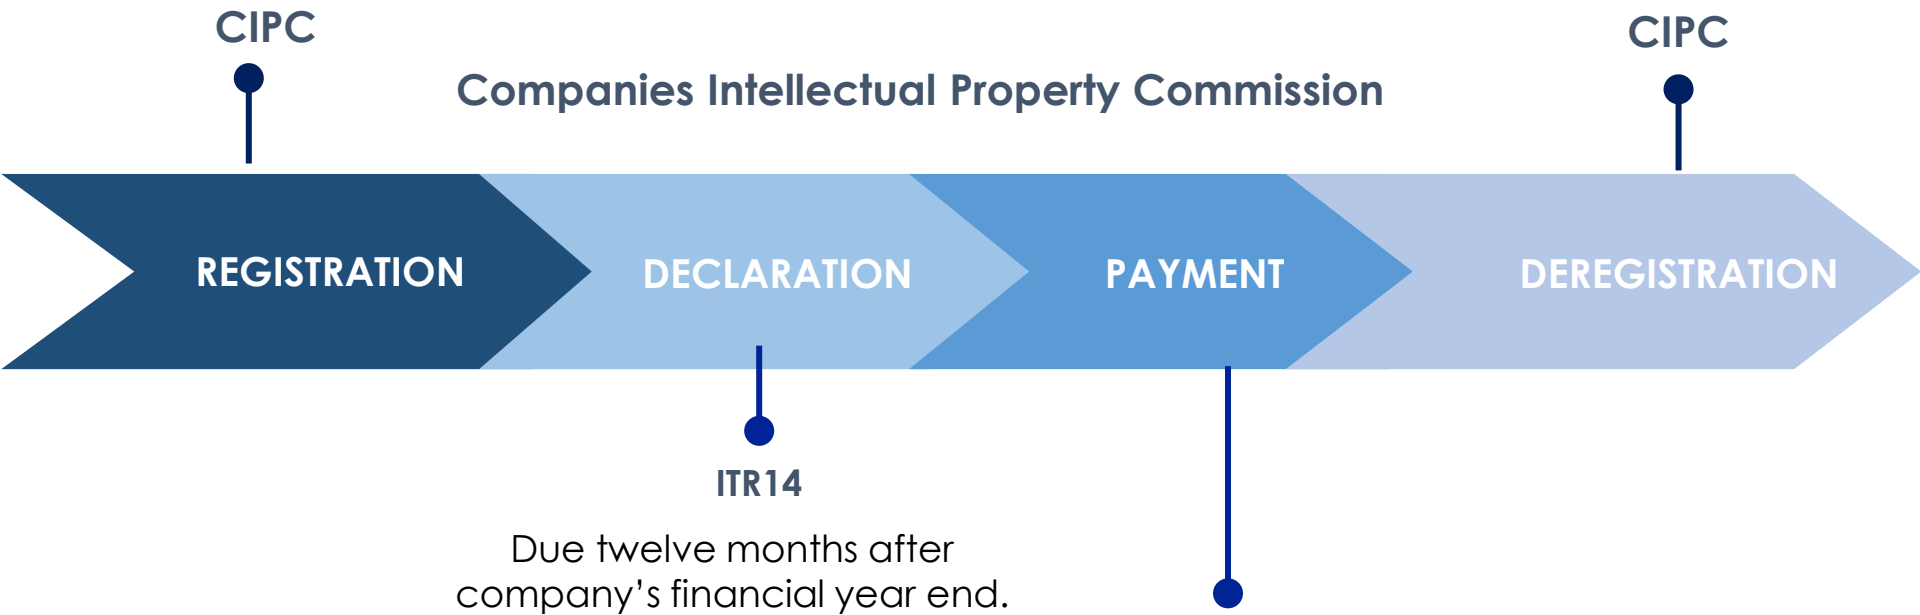 CIPC
CIPC
Companies Intellectual Property Commission
REGISTRATION
DECLARATION
PAYMENT
DEREGISTRATION
ITR14
Due twelve months after
company’s financial year end.